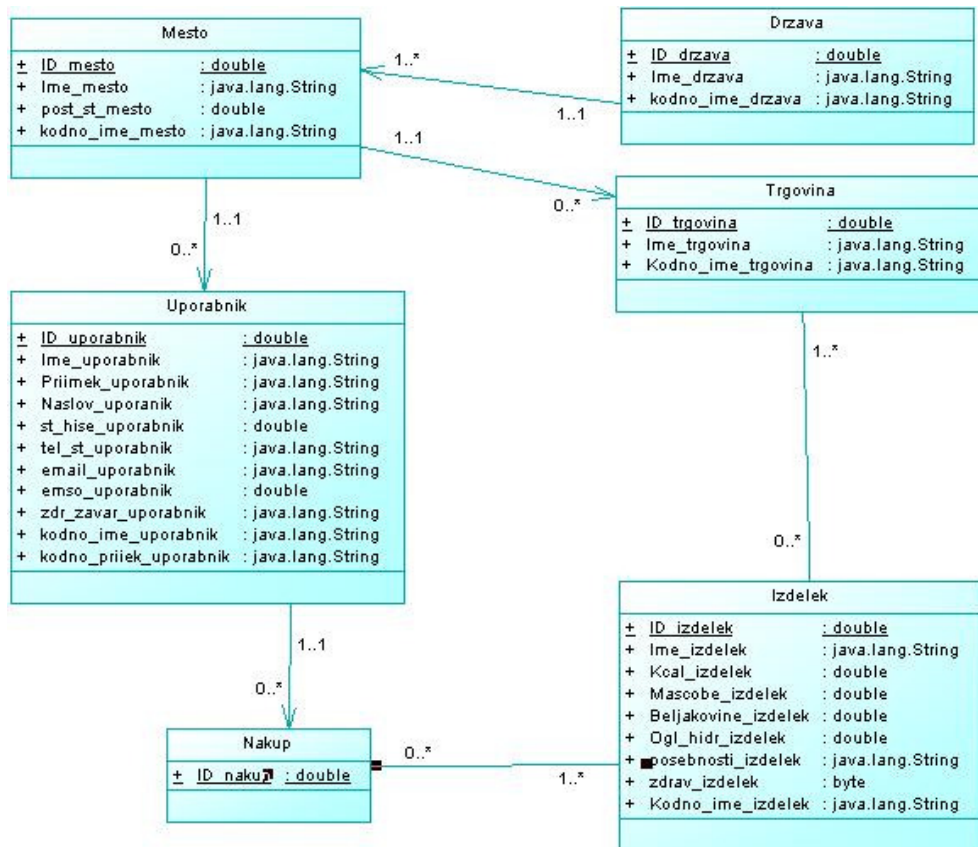 Mesto
+ ID_mesto : double
+ Ime_mesto : java.lang.String
+ post_st_mesto : double
+ kodno_ime_mesto : java.lang.String
Drzava
+ ID_drzava : double
+ Ime_drzava : java.lang.String
+ kodno_ime_drzava : java.lang.String
1..*
1..1
1..1
0..*
Trgovina
+ ID_trgovina : double
+ Ime_trgovina : java.lang.String
+ Kodno_ime_trgovina : java.lang.String
1..1
0..*
Uporabnik
+ ID_uporabnik : double
+ Ime_uporabnik : java.lang.String
+ Priimek_uporabnik : java.lang.String
+ Naslov_uporanik : java.lang.String
+ st_hise_uporabnik : double
+ tel_st_uporabnik : java.lang.String
+ email_uporabnik : java.lang.String
+ emso_uporabnik : double
+ zdr_zavar_uporabnik : java.lang.String
+ kodno_ime_uporabnik : java.lang.String
+ kodno_priiek_uporabnik : java.lang.String
1..*
0..*
Izdelek
+ ID_izdelek : double
+ Ime_izdelek : java.lang.String
+ Kcal_izdelek : double
+ Mascobe_izdelek : double
+ Beljakovine_izdelek : double
+ Ogl_hidr_izdelek : double
+ posebnosti_izdelek : java.lang.String
+ zdrav_izdelek : byte
+ Kodno_ime_izdelek : java.lang.String
1..1
0..*
Nakup
+ ID_nakup : double
0..*
1..*